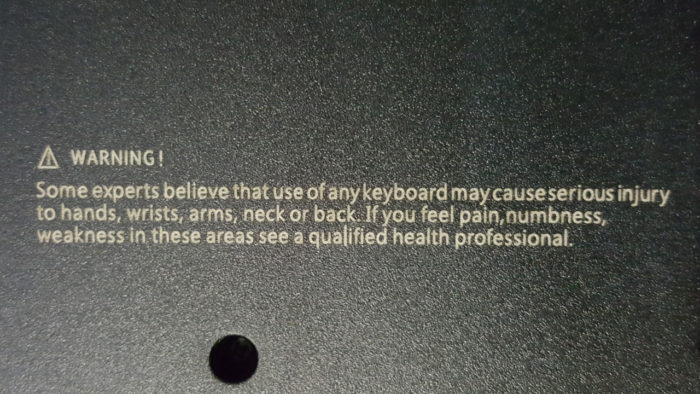 ⚠ WARNING!
Some experts believe that use of any keyboard may cause serious injury
to hands, wrists, arms, neck or back. If you feel pain, numbness,
weakness in these areas see a qualified health professional.